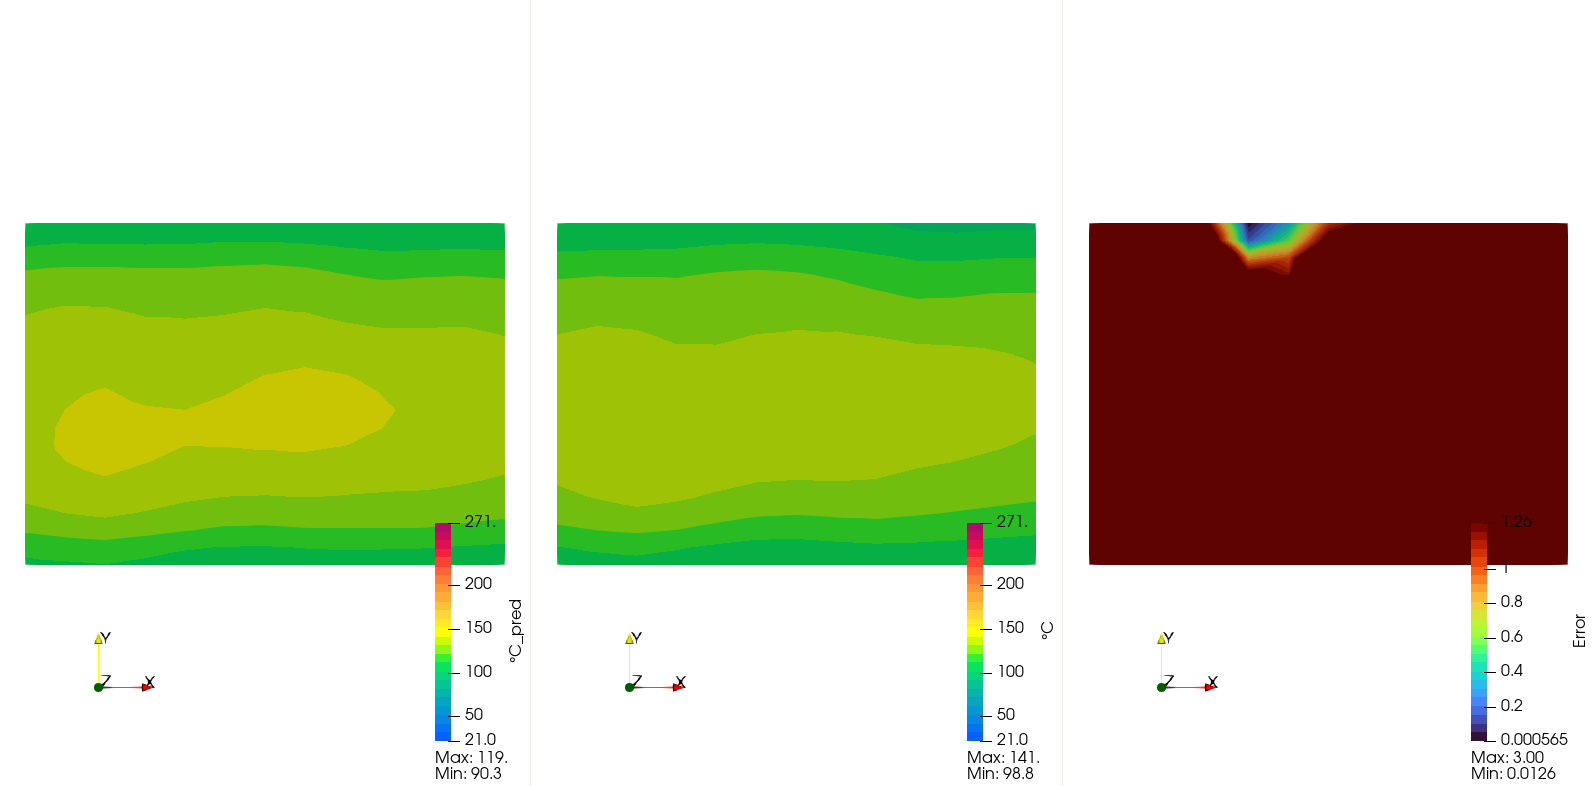 271.
200
150
100
50
21.0
°C_pred
Max: 119.
Min: 90.3
Y
Z
X
271.
200
150
100
50
21.0
°C
Max: 141.
Min: 98.8
Y
Z
X
1.26
1
0.8
0.6
0.4
0.2
0.000565
Error
Max: 3.00
Min: 0.0126
Y
Z
X